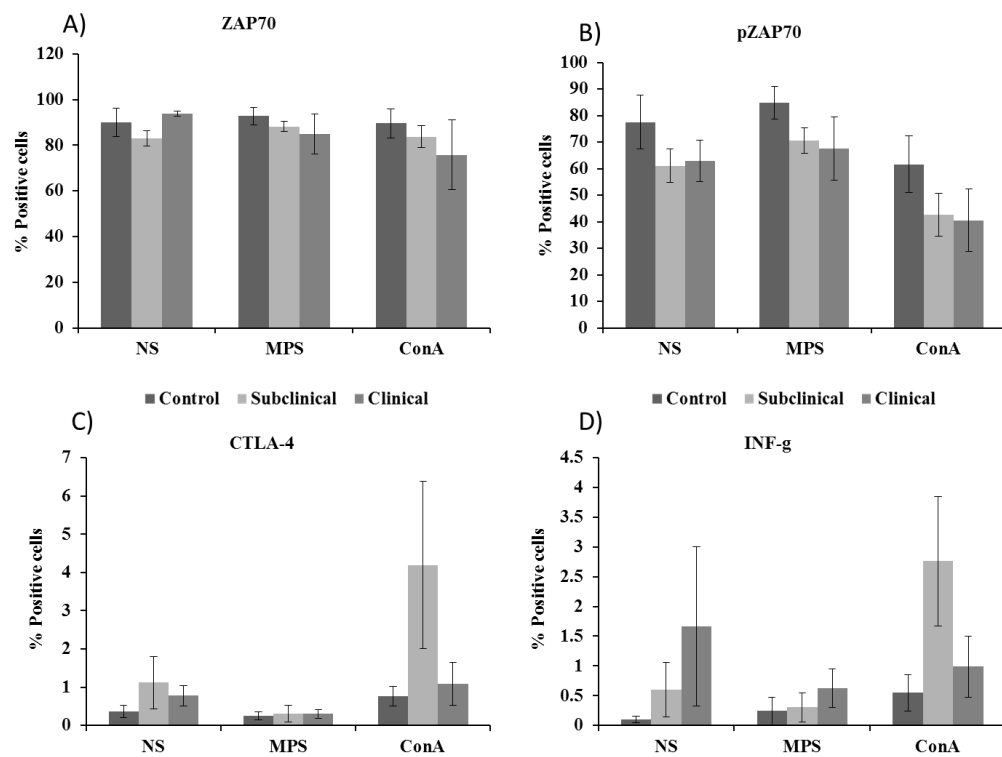 A)
ZAP70
% Positive cells
120
100
80
60
40
20
0
NS
MPS
ConA
B)
pZAP70
% Positive cells
100
90
80
70
60
50
40
30
20
10
0
NS
MPS
ConA
Control Subclinical Clinical
Control Subclinical Clinical
C)
CTLA-4
% Positive cells
7
6
5
4
3
2
1
0
NS
MPS
ConA
D)
INF-g
% Positive cells
4.5
4
3.5
3
2.5
2
1.5
1
0.5
0
NS
MPS
ConA